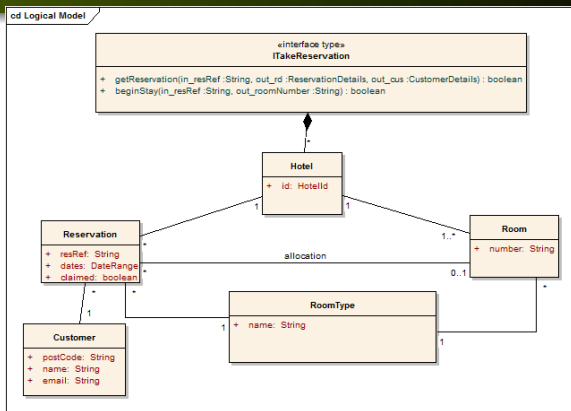 cd Logical Model
«interface type»
ITakeReservation
+ getReservation(in_resRef :String, out_rd :ReservationDetails, out_cus :CustomerDetails) : boolean
+ beginStay(in_resRef :String, out_roomNumber :String) : boolean
*
Hotel
+ id: HotelId
1
1
Reservation
+ resRef: String
+ dates: DateRange
+ claimed: boolean
*
*
*
*
allocation
1..*
0..1
Room
+ number: String
*
RoomType
+ name: String
1
1
1
Customer
+ postCode: String
+ name: String
+ email: String